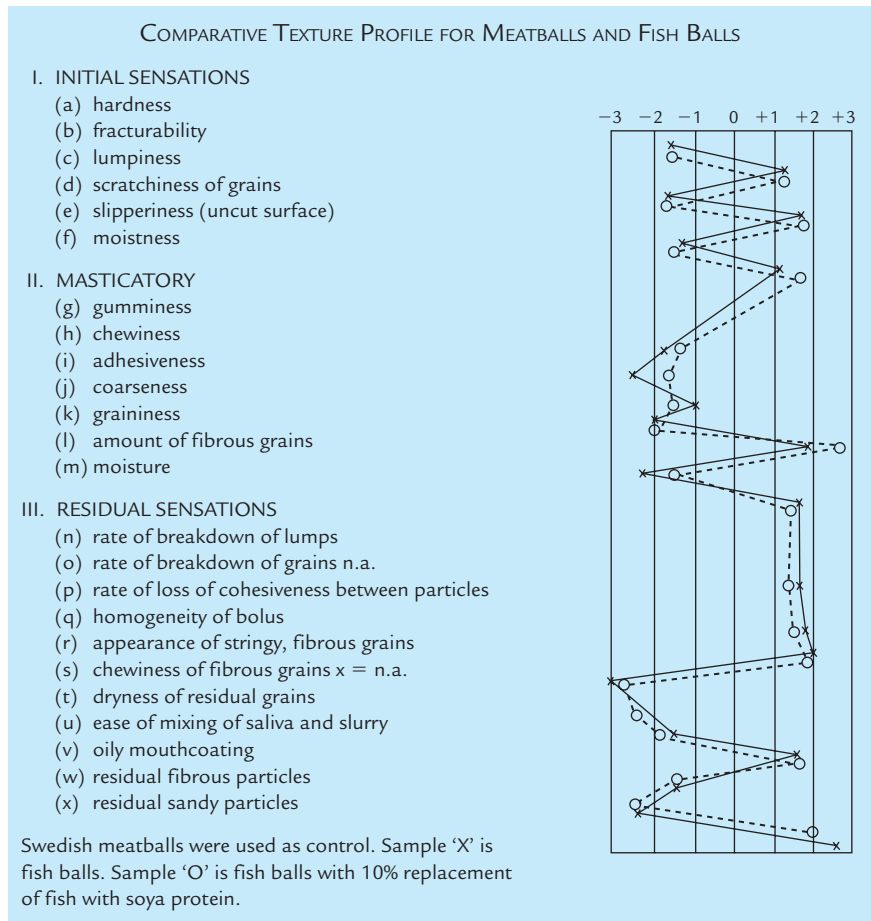 COMPARATIVE TEXTURE PROFILE FOR MEATBALLS AND FISH BALLS
I. INITIAL SENSATIONS
(a) hardness
(b) fracturability
(c) lumpiness
(d) scratchiness of grains
(e) slipperiness (uncut surface)
(f) moistness
II. MASTICATORY
(g) gumminess
(h) chewiness
(i) adhesiveness
(j) coarseness
(k) graininess
(l) amount of fibrous grains
(m) moisture
III. RESIDUAL SENSATIONS
(n) rate of breakdown of lumps
(o) rate of breakdown of grains n.a.
(p) rate of loss of cohesiveness between particles
(q) homogeneity of bolus
(r) appearance of stringy, fibrous grains
(s) chewiness of fibrous grains x = n.a.
(t) dryness of residual grains
(u) ease of mixing of saliva and slurry
(v) oily mouthcoating
(w) residual fibrous particles
(x) residual sandy particles
Swedish meatballs were used as control. Sample ‘X’ is
fish balls. Sample ‘O’ is fish balls with 10% replacement
of fish with soya protein.
−3 −2 −1 0 +1 +2 +3